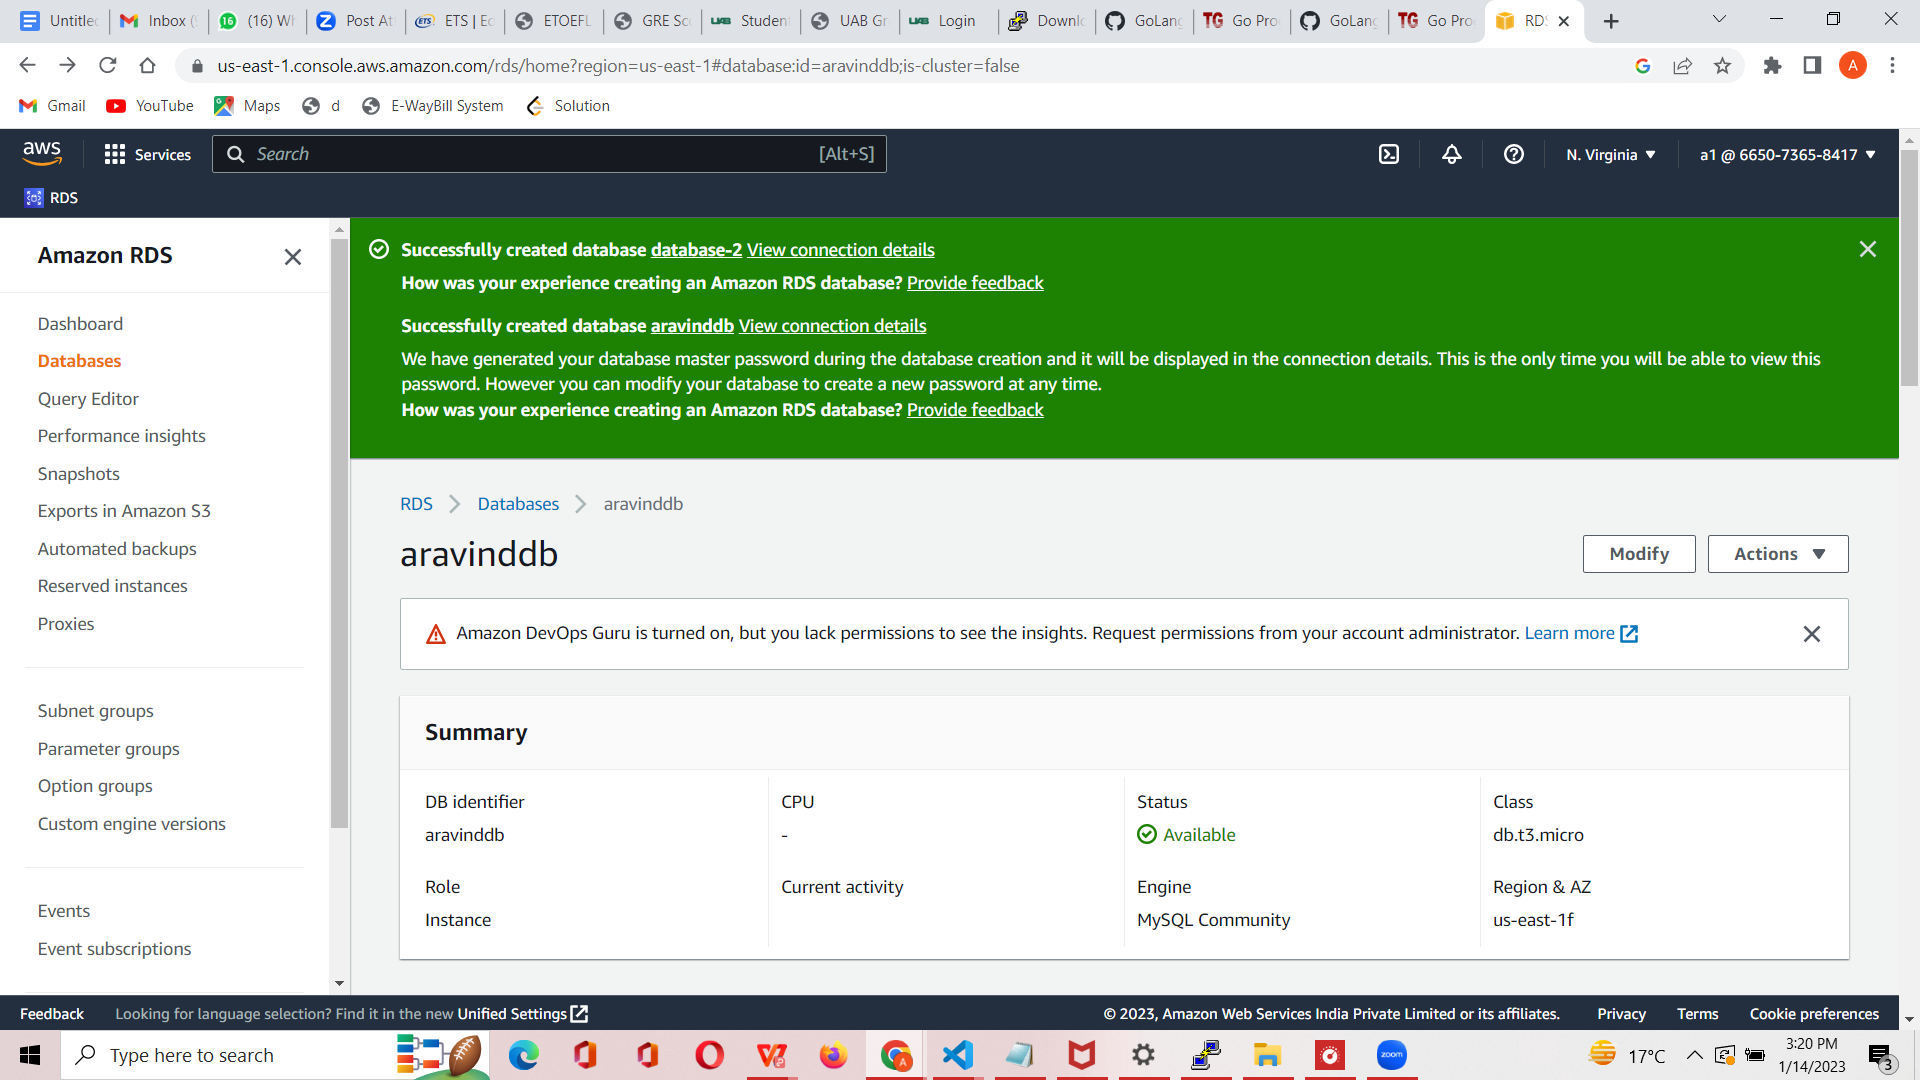 Untitled
Inbox (9
(16) Wh
Post At
ETS | Ec
ETOEFL
GRE Sc
Student
UAB Gr
Login
Downlo
GoLang
Go Pro
GoLang
Go Pro
RDS
us-east-1.console.aws.amazon.com/rds/home?region=us-east-1#database:id=aravinddb;is-cluster=false
A
Gmail
YouTube
Maps
d
E-WayBill System
Solution
aws
Services
Search
[Alt+S]
N. Virginia
a1 @ 6650-7365-8417
RDS
Amazon RDS
Dashboard
Databases
Query Editor
Performance insights
Snapshots
Exports in Amazon S3
Automated backups
Reserved instances
Proxies
Subnet groups
Parameter groups
Option groups
Custom engine versions
Events
Event subscriptions
Successfully created database database-2 View connection details
How was your experience creating an Amazon RDS database? Provide feedback
Successfully created database aravinddb View connection details
We have generated your database master password during the database creation and it will be displayed in the connection details. This is the only time you will be able to view this
password. However you can modify your database to create a new password at any time.
How was your experience creating an Amazon RDS database? Provide feedback
RDS
Databases
aravinddb
aravinddb
Modify
Actions
Amazon DevOps Guru is turned on, but you lack permissions to see the insights. Request permissions from your account administrator. Learn more
Summary
DB identifier
aravinddb
CPU
-
Status
Available
Class
db.t3.micro
Role
Instance
Current activity
Engine
MySQL Community
Region & AZ
us-east-1f
Feedback
Looking for language selection? Find it in the new Unified Settings
© 2023, Amazon Web Services India Private Limited or its affiliates.
Privacy
Terms
Cookie preferences
Type here to search
zoom
17°C
3:20 PM
1/14/2023
3